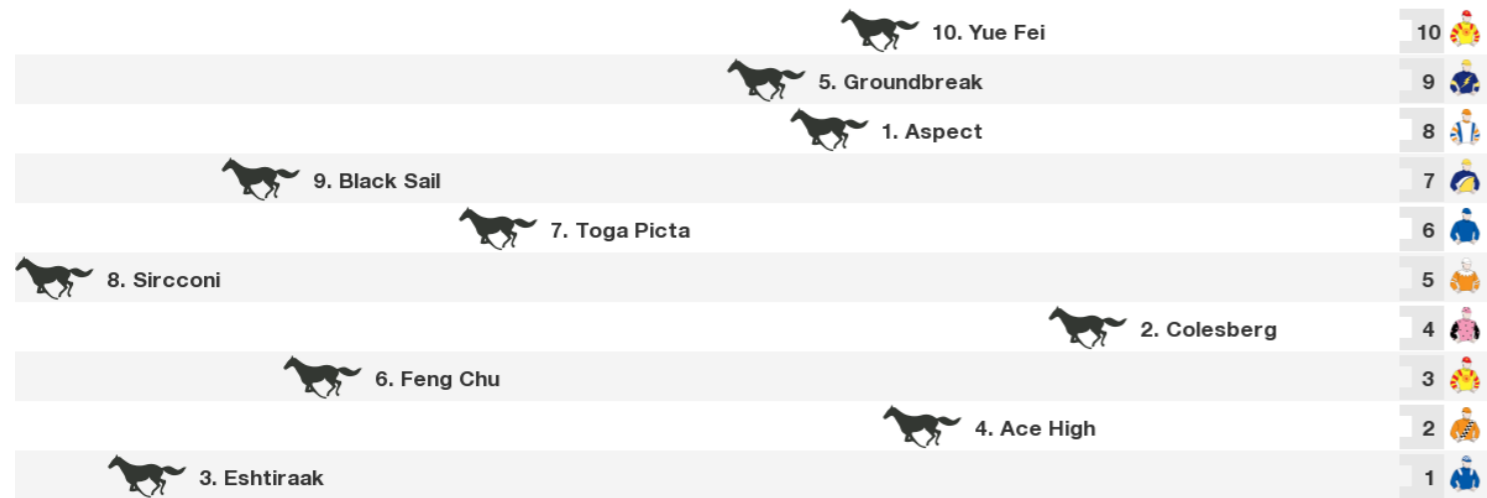 10. Yue Fei 10
5. Groundbreak 9
1. Aspect 8
9. Black Sail 7
7. Toga Picta 6
8. Sircconi 5
2. Colesberg 4
6. Feng Chu 3
4. Ace High 2
3. Eshtiraak 1